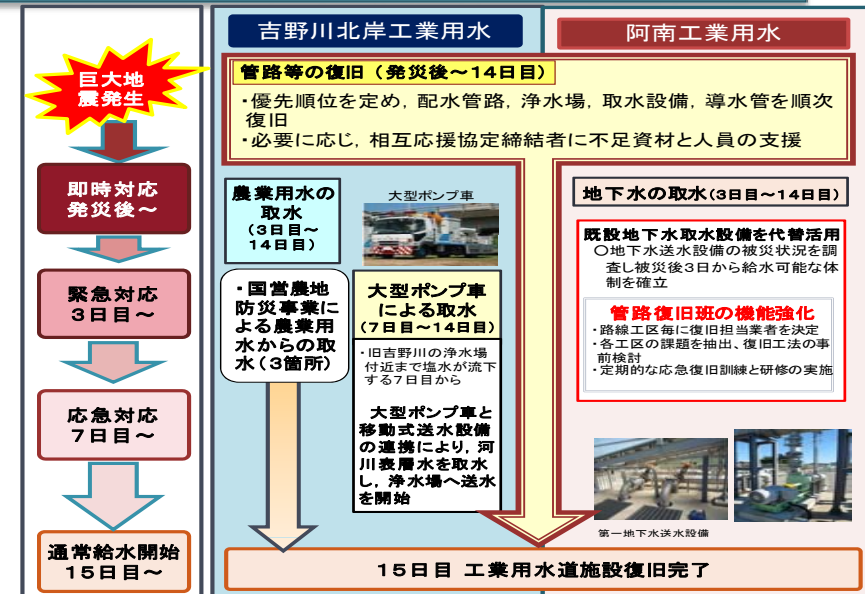 巨大地
震発生
即時対応
発災後～
緊急対応
3日目～
応急対応
7日目～
通常給水開始
15日目～
吉野川北岸工業用水
阿南工業用水
管路等の復旧（発災後～14日目）
・優先順位を定め，配水管路，浄水場，取水設備，導水管を順次
復旧
・必要に応じ，相互応援協定締結者に不足資材と人員の支援
農業用水の
取水
（3日目～
14日目）
・国営農地
防災事業に
よる農業用
水からの取
水（3箇所）
大型ポンプ車
大型ポンプ車
による取水
（7日目～14日目）
・旧吉野川の浄水場
付近まで塩水が流下
する7日目から
大型ポンプ車と
移動式送水設備
の連携により，河
川表層水を取水
し，浄水場へ送水
を開始
地下水の取水（3日目～14日目）
既設地下水取水設備を代替活用
〇地下水送水設備の被災状況を調
査し被災後3日から給水可能な体
制を確立
管路復旧班の機能強化
・路線工区毎に復旧担当業者を決定
・各工区の課題を抽出、復旧工法の事
前検討
・定期的な応急復旧訓練と研修の実施
第一地下水送水設備
15日目 工業用水道施設復旧完了